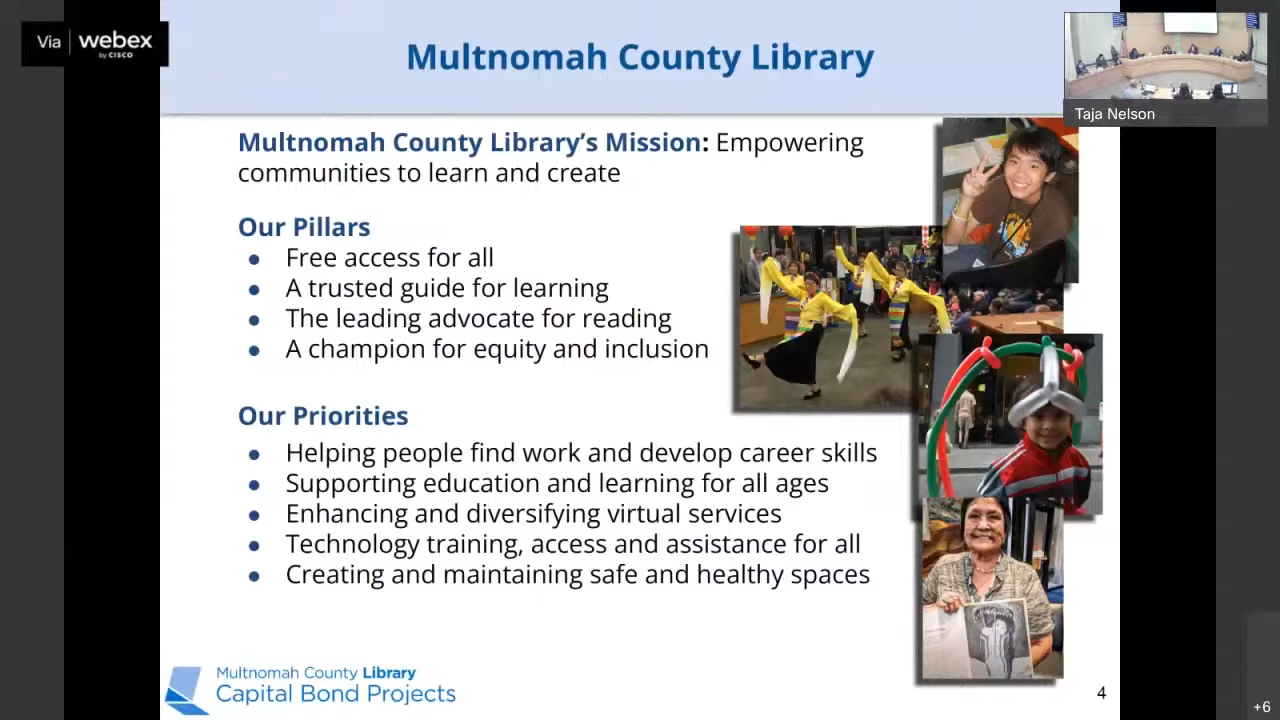 Via webex
by CISCO
Multnomah County Library
Taja Nelson
Multnomah County Library's Mission: Empowering
communities to learn and create
Our Pillars
● Free access for all
● A trusted guide for learning
● The leading advocate for reading
● A champion for equity and inclusion
Our Priorities
● Helping people find work and develop career skills
● Supporting education and learning for all ages
● Enhancing and diversifying virtual services
● Technology training, access and assistance for all
● Creating and maintaining safe and healthy spaces
Multnomah County Library
Capital Bond Projects
4
+6